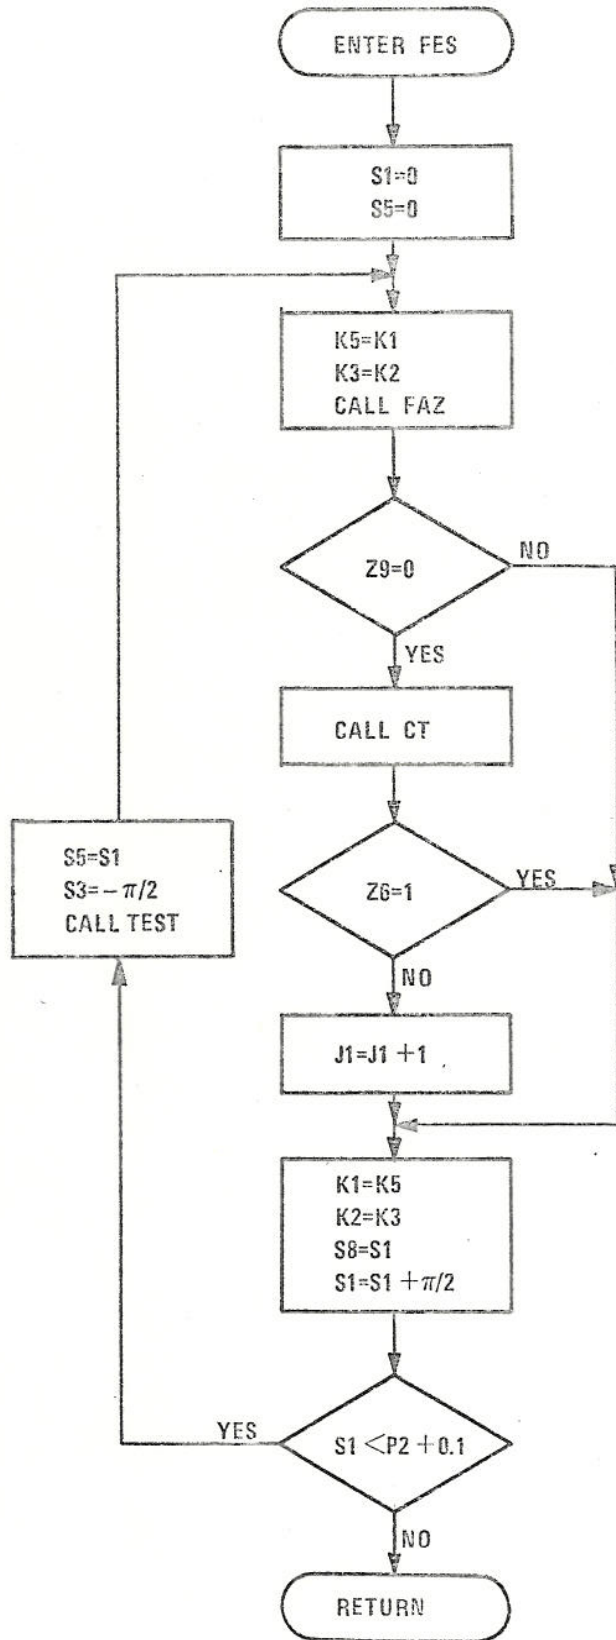 ENTER FES
S1=0
S5=0
K5=K1
K3=K2
CALL FAZ
Z9=0
NO
YES
CALL CT
S5=S1
S3=-π/2
CALL TEST
Z6=1
YES
NO
J1=J1+1
K1=K5
K2=K3
S8=S1
S1=S1+π/2
YES
S1<P2+0.1
NO
RETURN